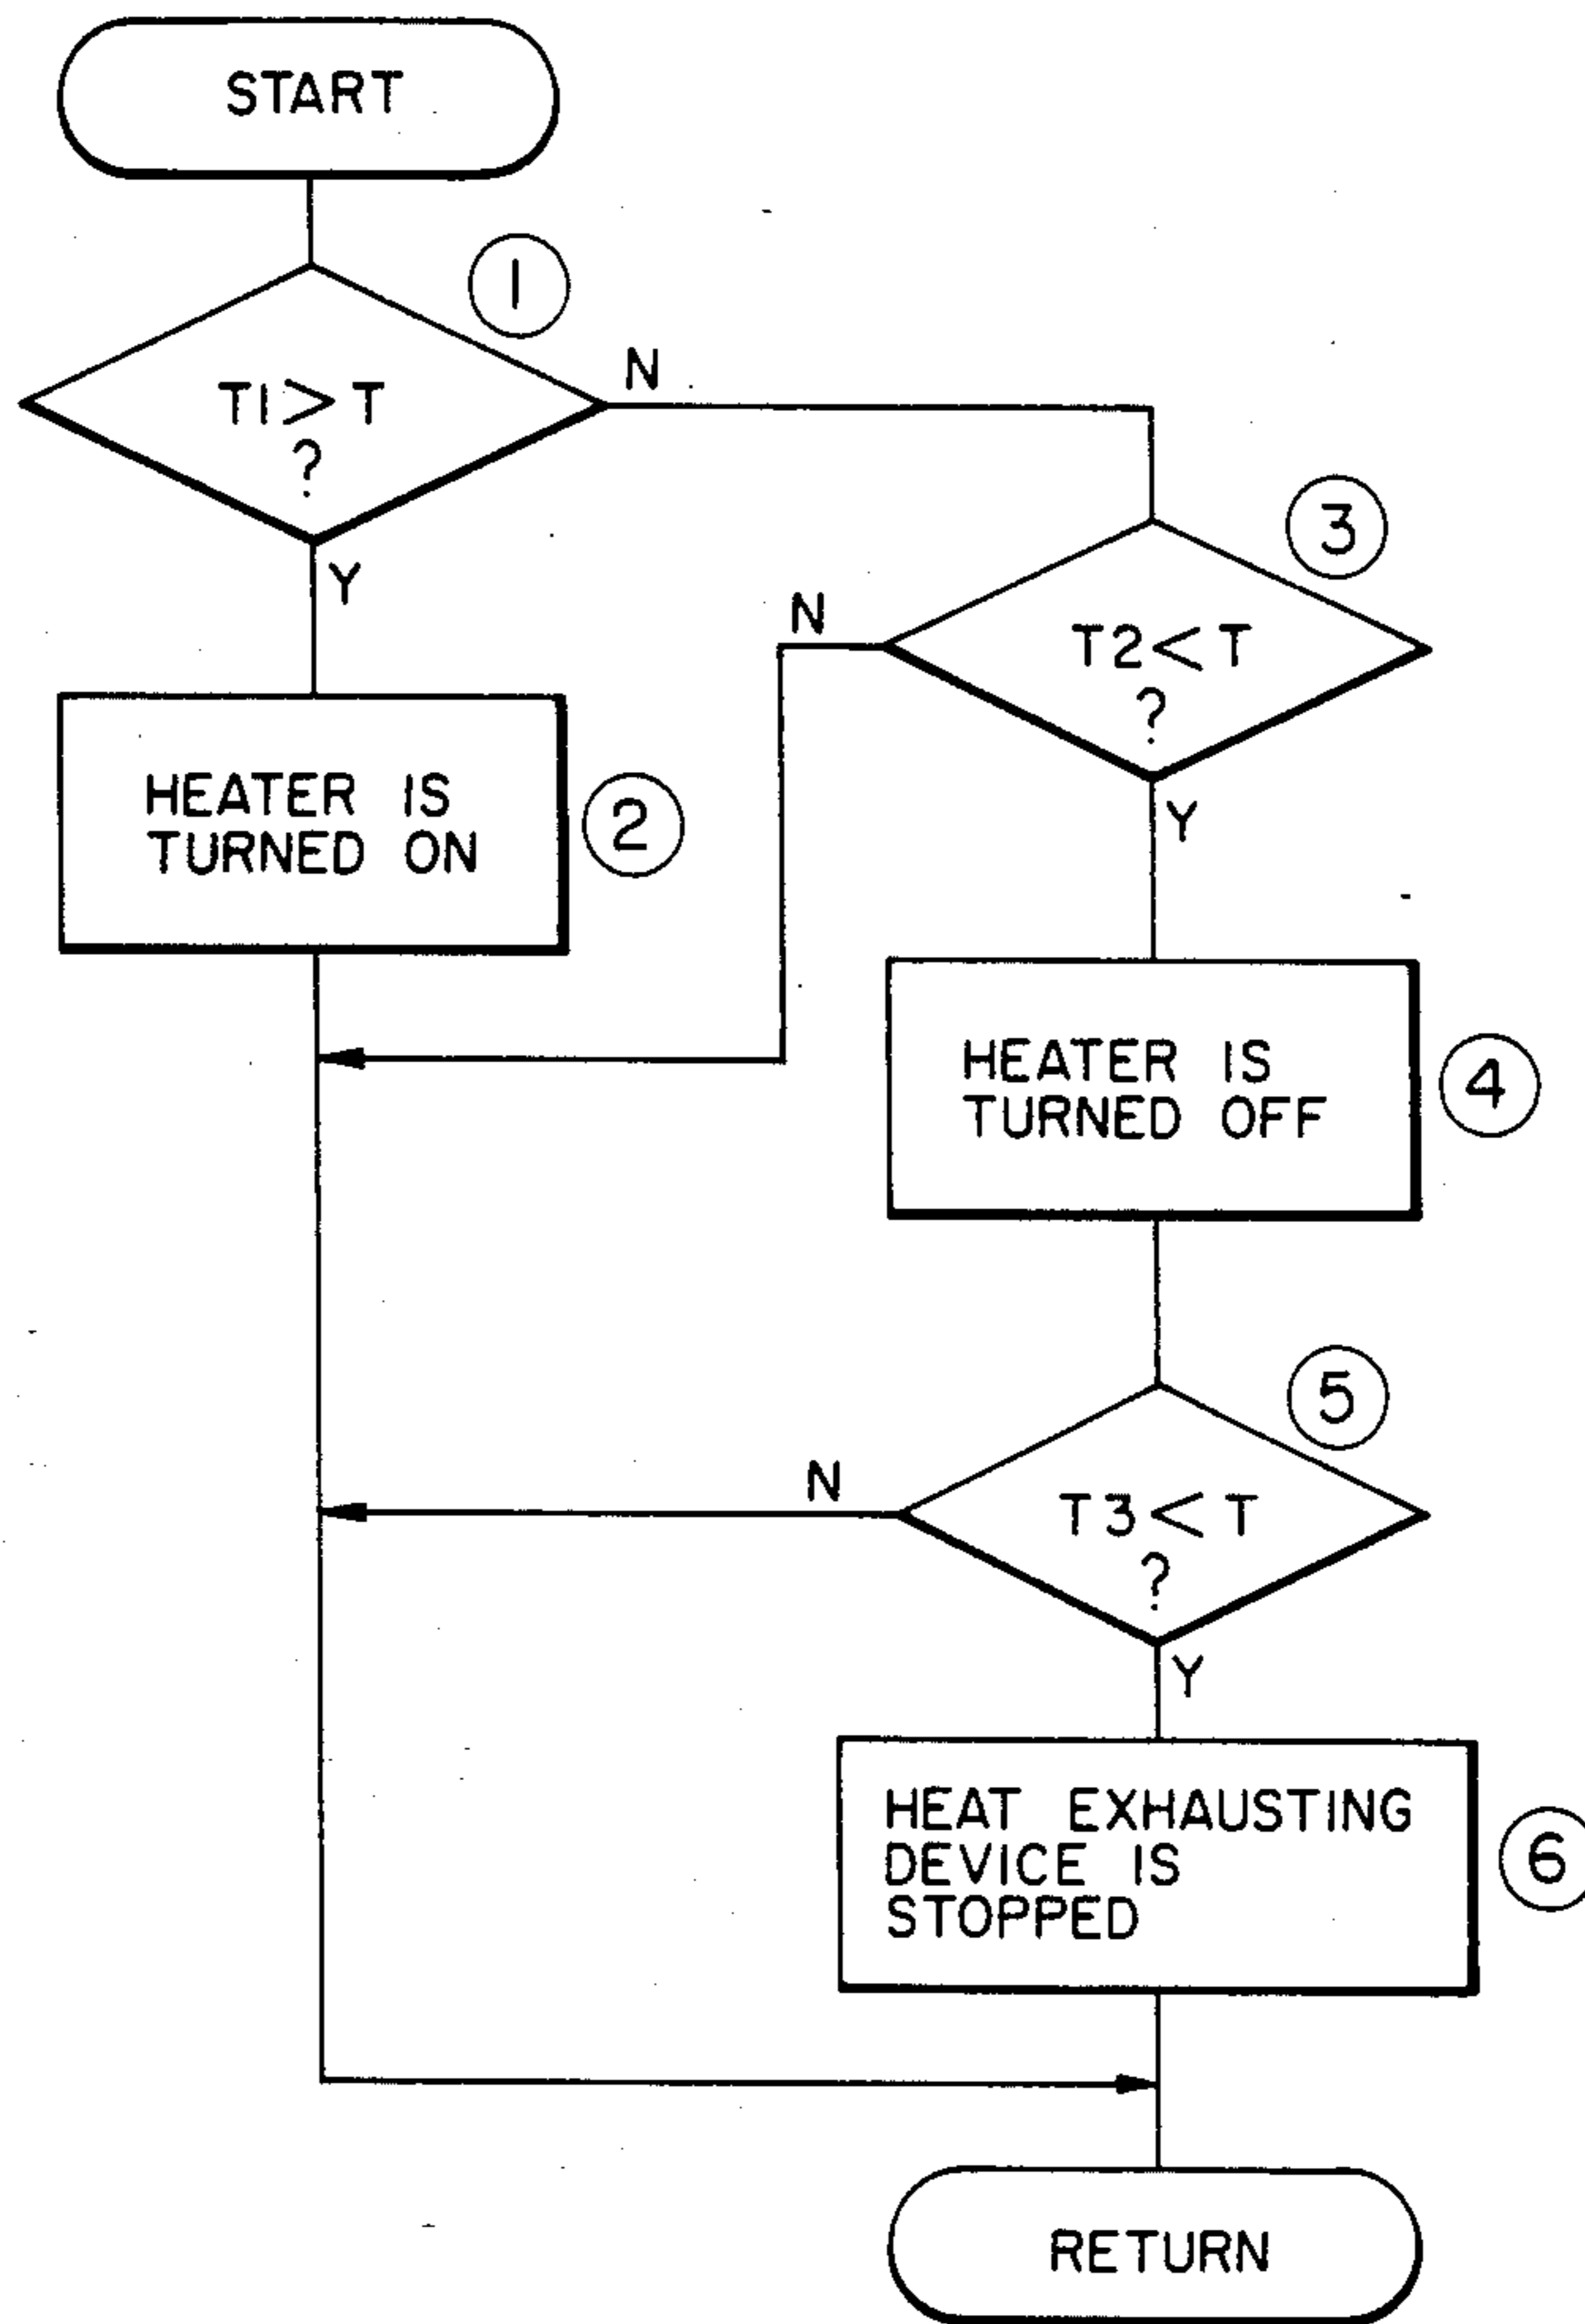 START
1
T1>T
?
N
Y
3
N
T2<T
?
Y
HEATER IS
TURNED ON
2
HEATER IS
TURNED OFF
4
5
N
T3<T
?
Y
HEAT EXHAUSTING
DEVICE IS
STOPPED
6
RETURN